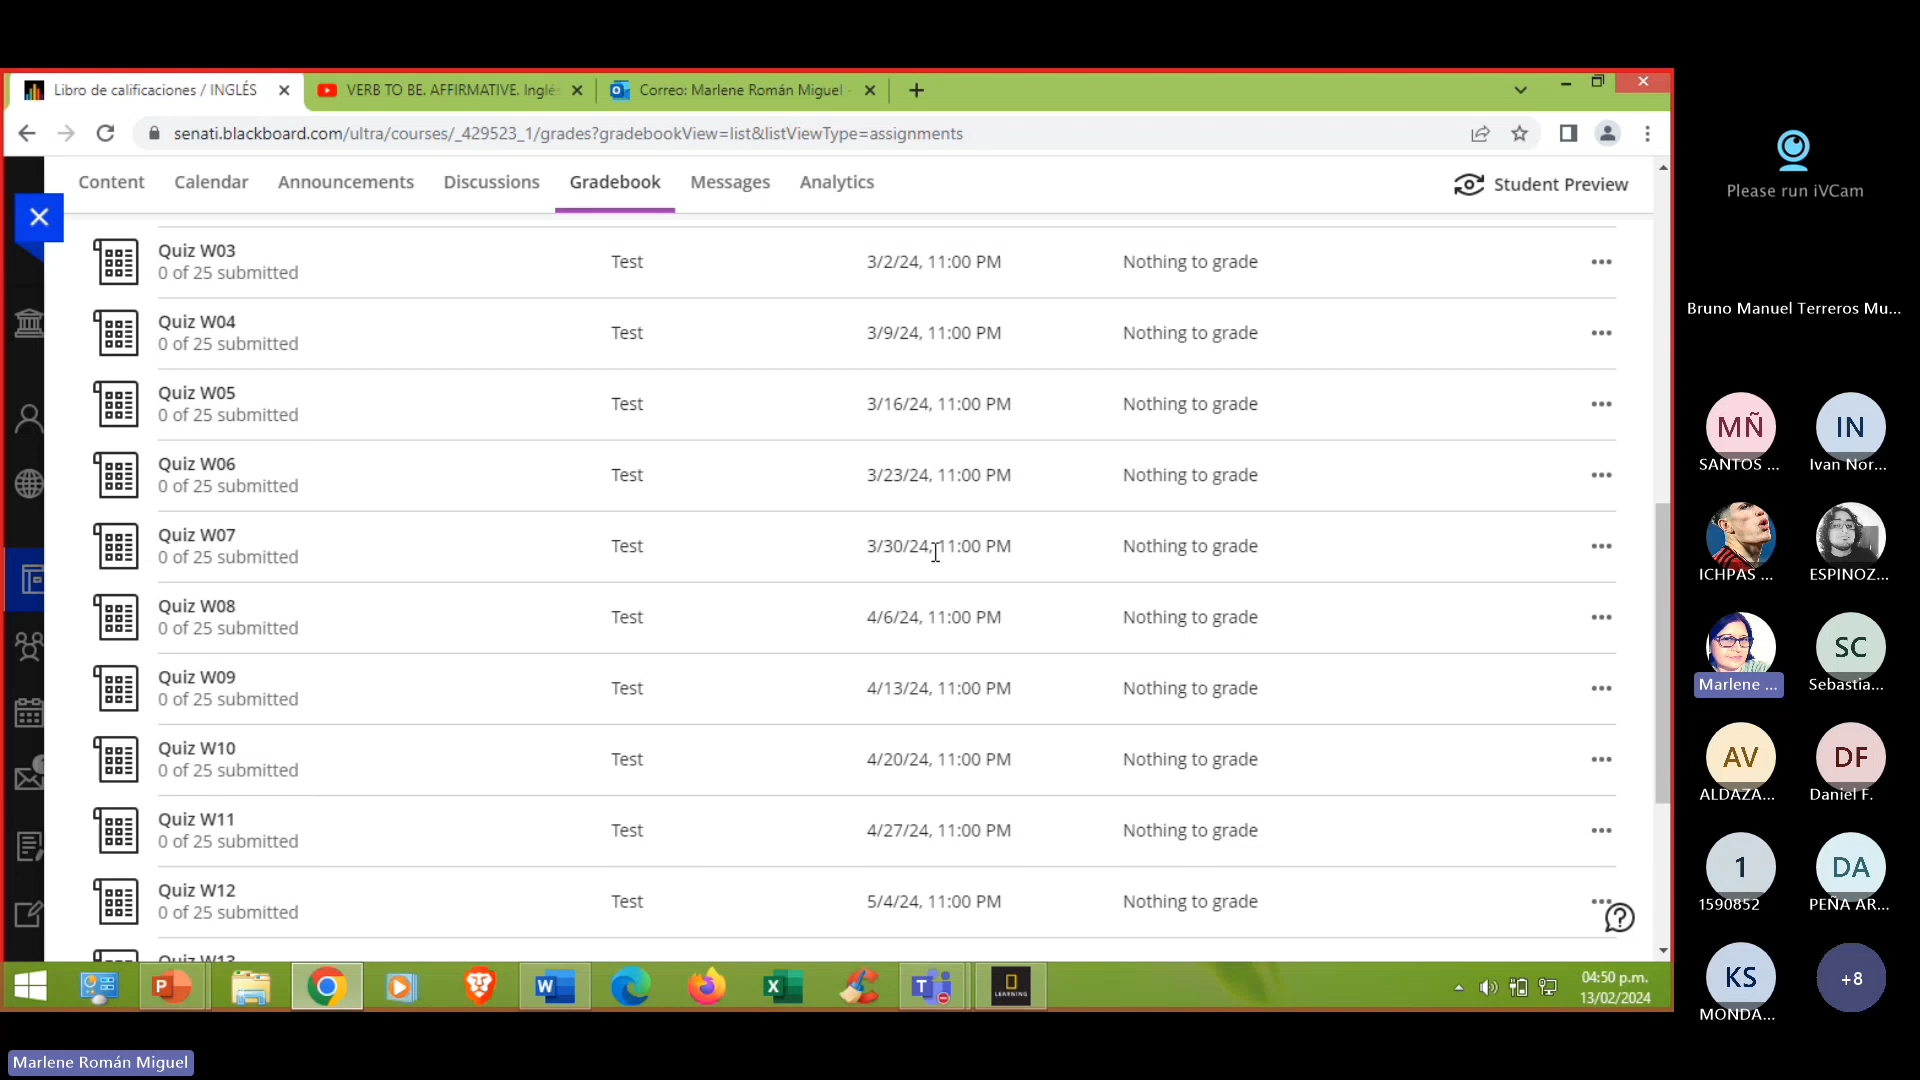 Libro de calificaciones / INGLÉS
VERB TO BE. AFFIRMATIVE. Inglé
Correo: Marlene Román Miguel
senati.blackboard.com/ultra/courses/_429523_1/grades?gradebookView=list&listViewType=assignments
Content Calendar Announcements Discussions Gradebook Messages Analytics
Student Preview
Quiz W03
0 of 25 submitted
Test
3/2/24, 11:00 PM
Nothing to grade
Quiz W04
0 of 25 submitted
Test
3/9/24, 11:00 PM
Nothing to grade
Quiz W05
0 of 25 submitted
Test
3/16/24, 11:00 PM
Nothing to grade
Quiz W06
0 of 25 submitted
Test
3/23/24, 11:00 PM
Nothing to grade
Quiz W07
0 of 25 submitted
Test
3/30/24, 11:00 PM
Nothing to grade
Quiz W08
0 of 25 submitted
Test
4/6/24, 11:00 PM
Nothing to grade
Quiz W09
0 of 25 submitted
Test
4/13/24, 11:00 PM
Nothing to grade
Quiz W10
0 of 25 submitted
Test
4/20/24, 11:00 PM
Nothing to grade
Quiz W11
0 of 25 submitted
Test
4/27/24, 11:00 PM
Nothing to grade
Quiz W12
0 of 25 submitted
Test
5/4/24, 11:00 PM
Nothing to grade
Quiz W13
LEARNING
04:50 p.m.
13/02/2024
Please run iVCam
Bruno Manuel Terreros Mu...
MÑ
SANTOS ...
IN
Ivan Nor...
ICHPAS ...
ESPINOZ...
Marlene ...
SC
Sebastia...
AV
ALDAZA...
DF
Daniel F.
1
1590852
DA
PEÑA AR...
KS
MONDA...
+8
Marlene Román Miguel